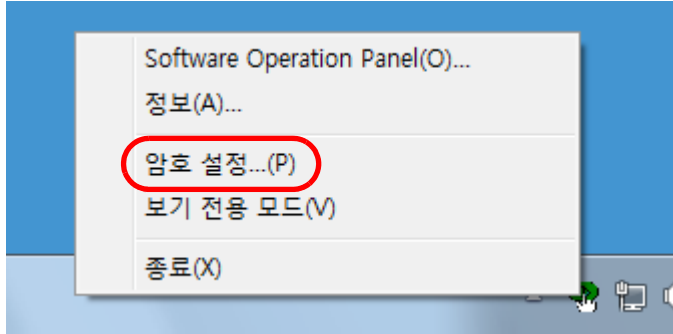 Software Operation Panel(O)...
정보(A)...
암호 설정...(P)
보기 전용 모드(V)
종료(X)